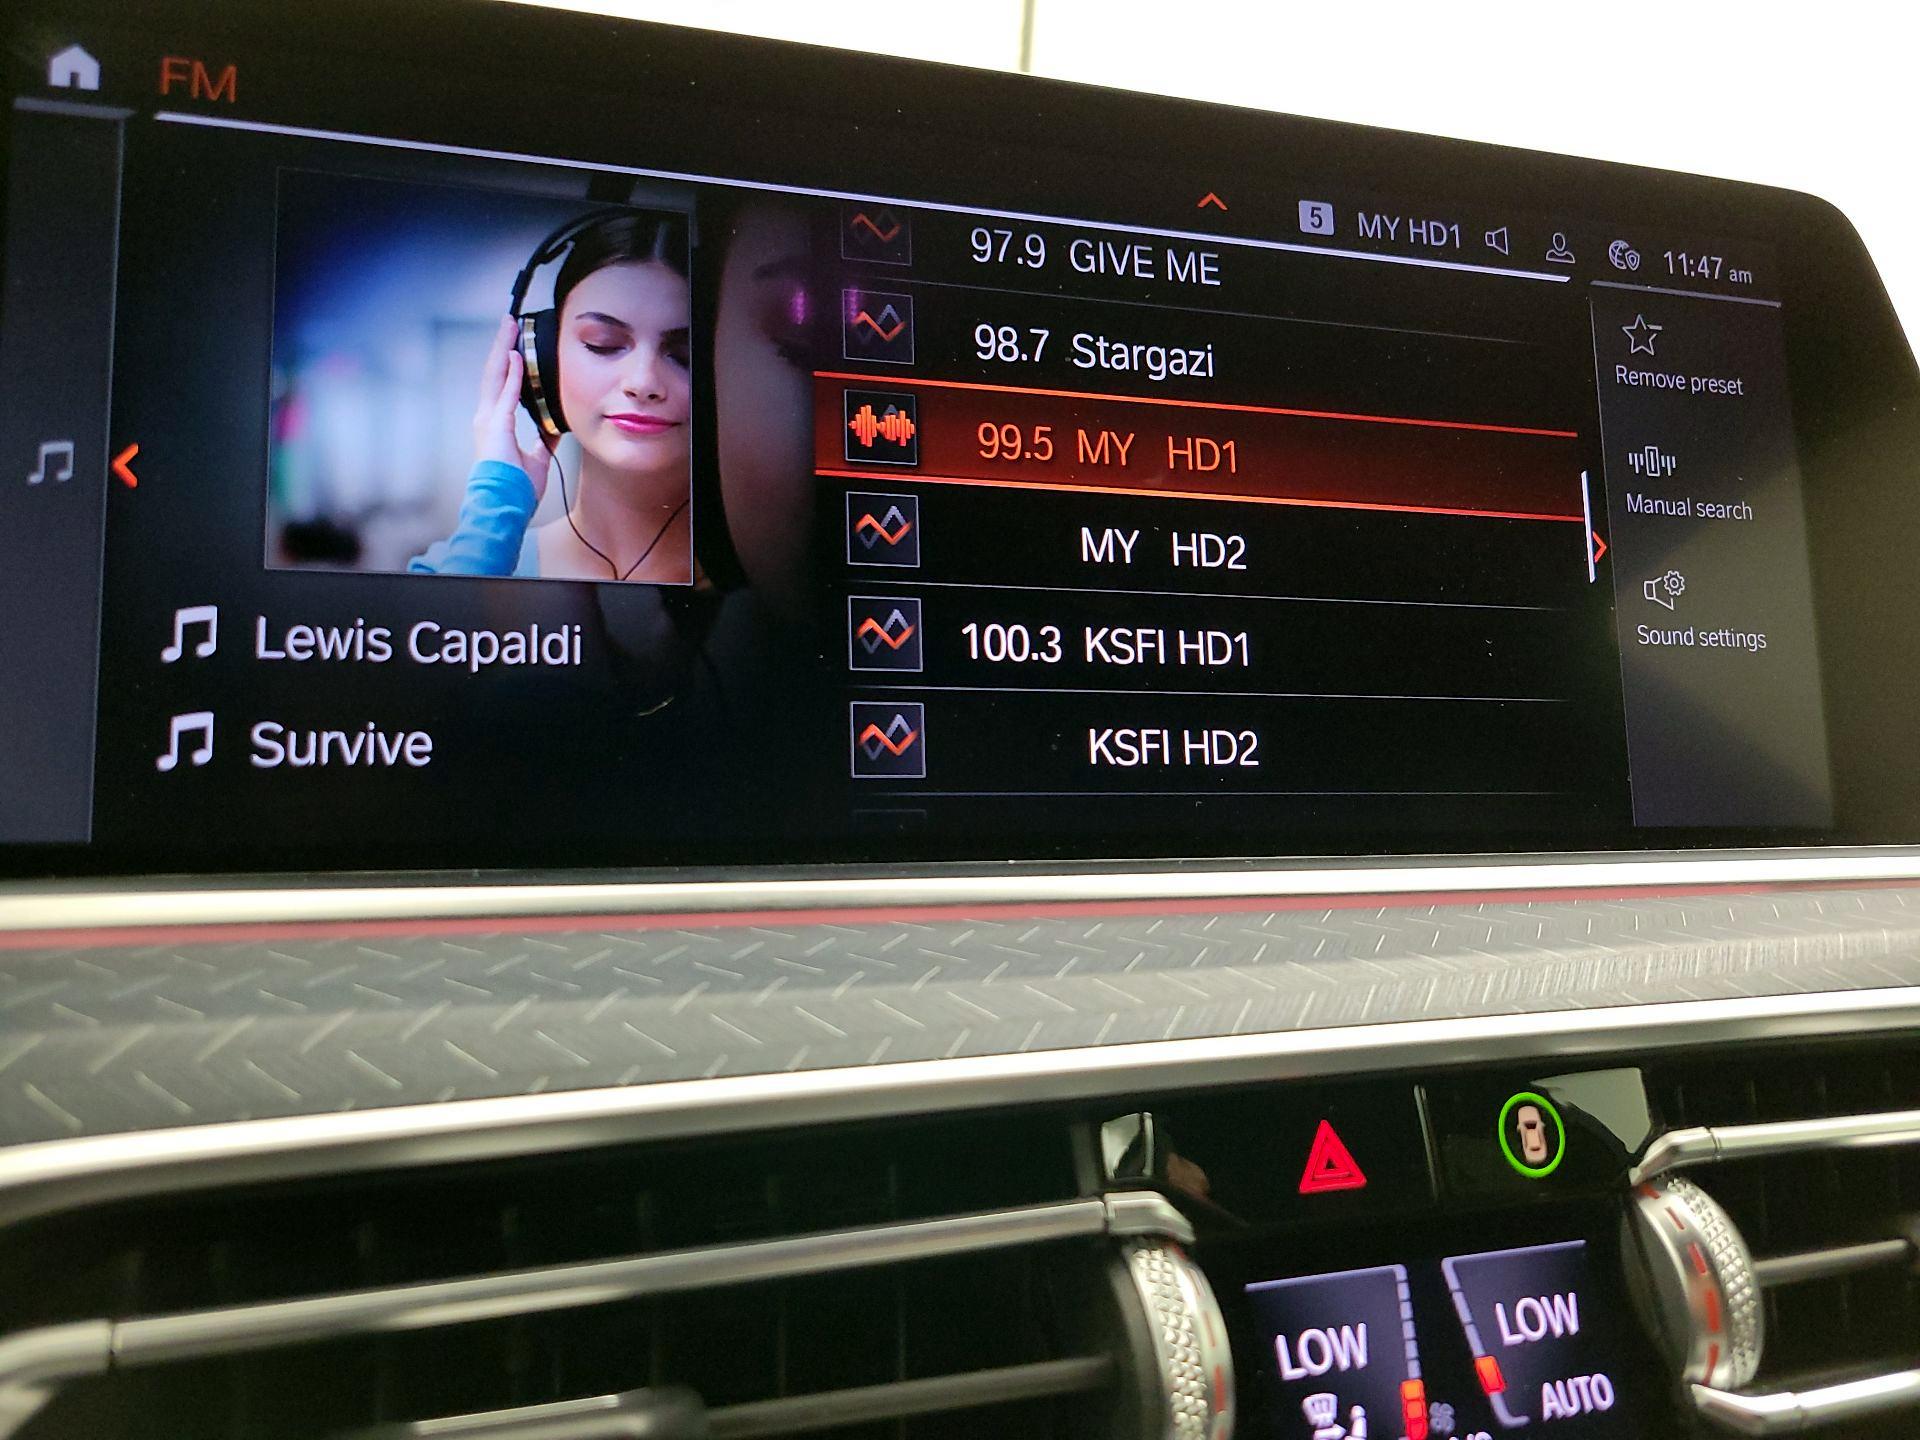 FM
5 MY HD1 11:47 am
97.9 GIVE ME
98.7 Stargazi
99.5 MY HD1
MY HD2
100.3 KSFI HD1
KSFI HD2
Lewis Capaldi
Survive
Remove preset
Manual search
Sound settings
LOW LOW
AUTO